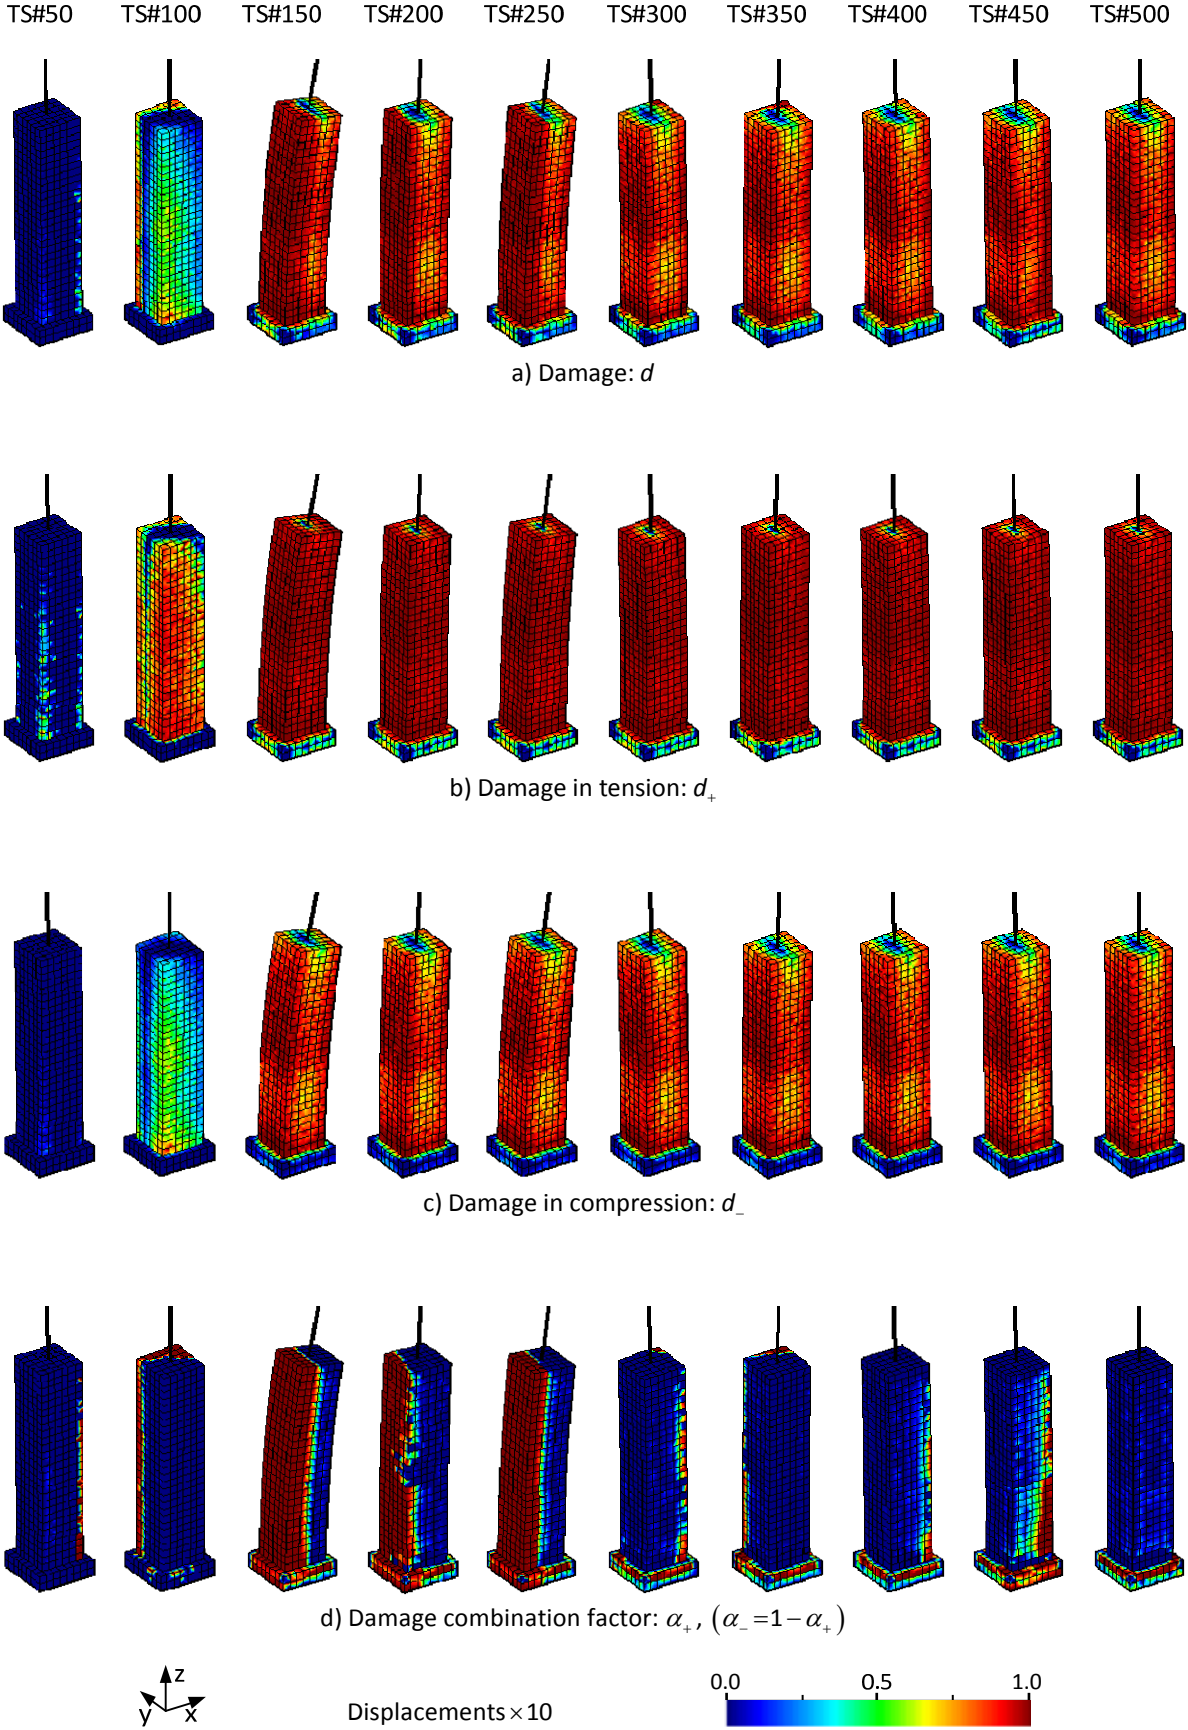 TS#50 TS#100 TS#150 TS#200 TS#250 TS#300 TS#350 TS#400 TS#450 TS#500
a) Damage: d
b) Damage in tension: d₊
c) Damage in compression: d₋
d) Damage combination factor: α₊, (α₋=1−α₊)
z
y x
Displacements×10
0.0 0.5 1.0